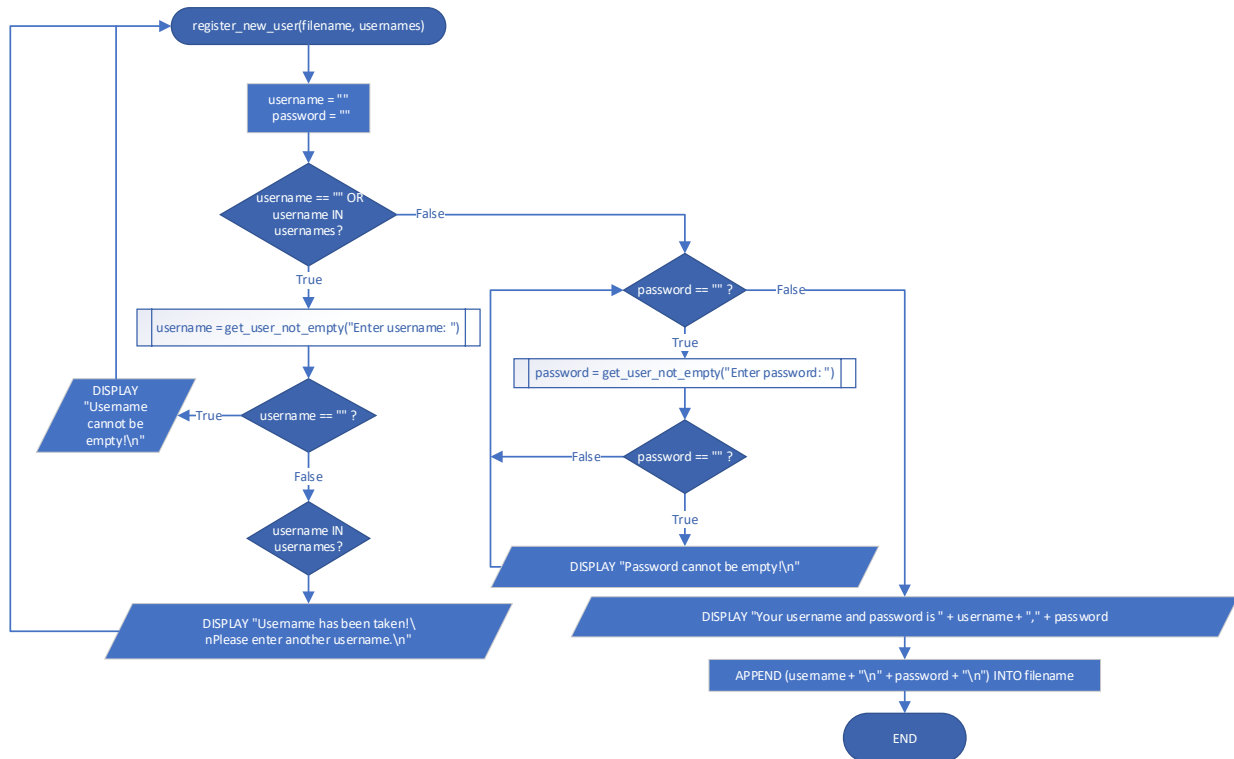 register_new_user(filename, usernames)
username = ""
password = ""
username == "" OR
username IN
usernames?
False
True
username = get_user_not_empty("Enter username: ")
username == "" ?
True
DISPLAY
"Username
cannot be
empty!\n"
False
username IN
usernames?
DISPLAY "Username has been taken!\
nPlease enter another username.\n"
password == "" ?
False
True
password = get_user_not_empty("Enter password: ")
password == "" ?
False
True
DISPLAY "Password cannot be empty!\n"
DISPLAY "Your username and password is " + username + "," + password
APPEND (username + "\n" + password + "\n") INTO filename
END